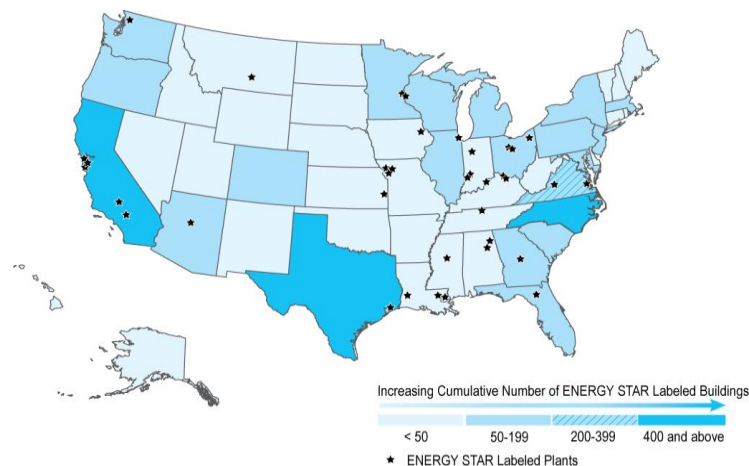 Increasing Cumulative Number of ENERGY STAR Labeled Buildings
< 50 50-199 200-399 400 and above
ENERGY STAR Labeled Plants